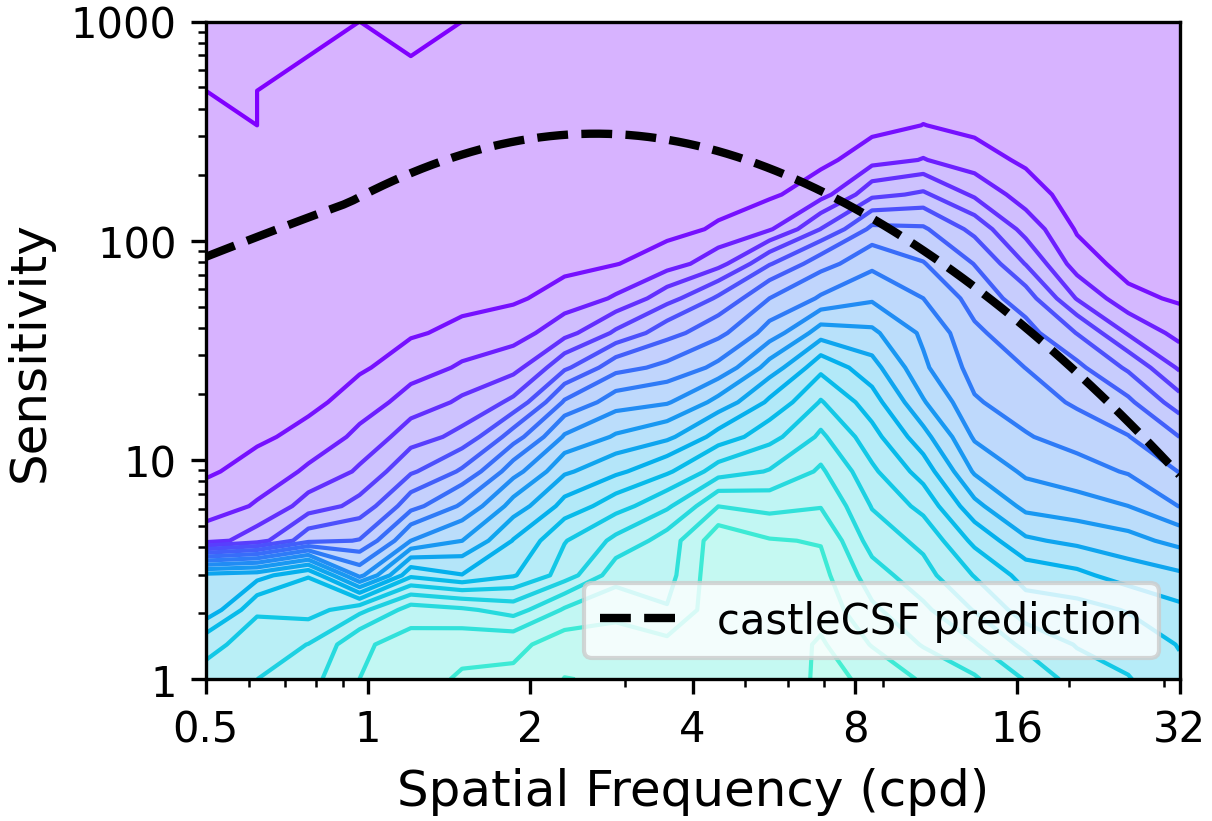 1000
100
10
1
Sensitivity
castleCSF prediction
0.5 1 2 4 8 16 32
Spatial Frequency (cpd)